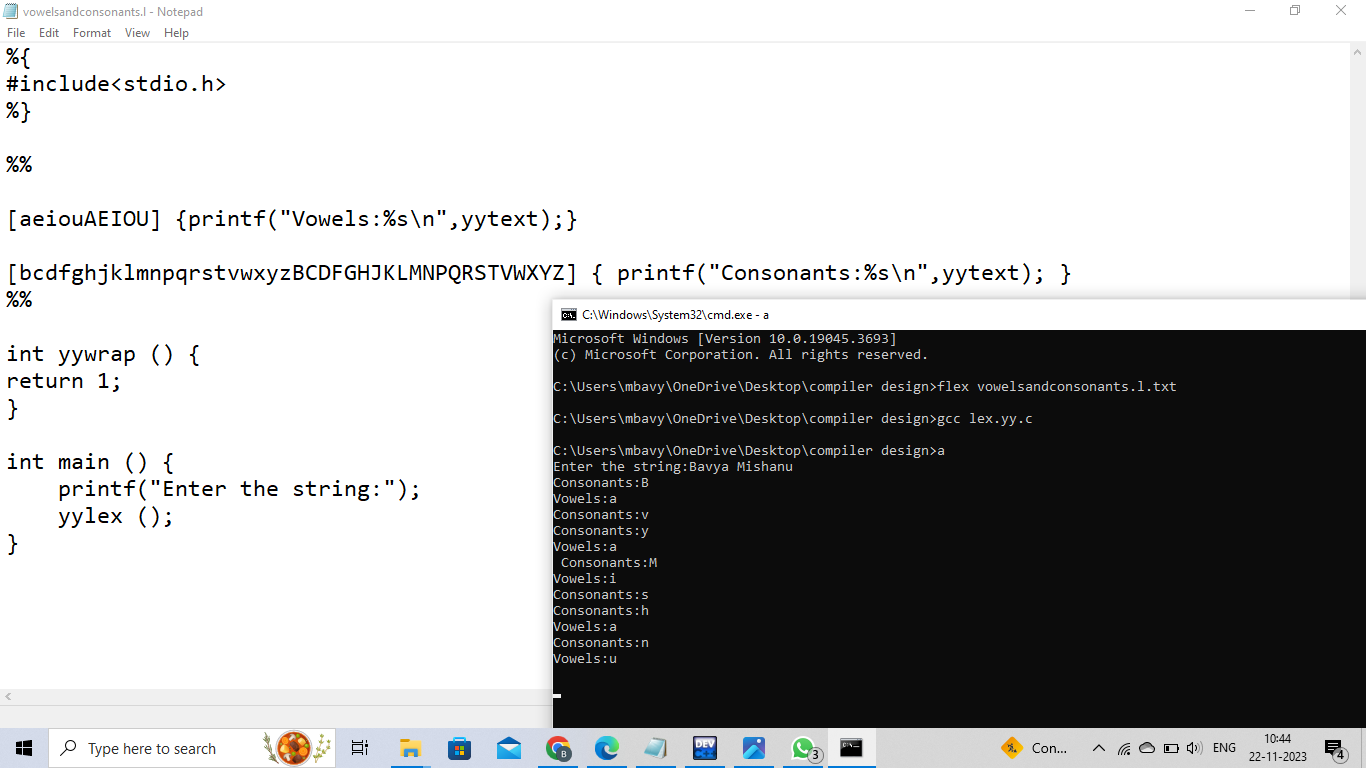 vowelsandconsonants.l - Notepad
File Edit Format View Help
%{
#include<stdio.h>
%}
%%
[aeiouAEIOU] {printf("Vowels:%s\n",yytext);}
[bcdfghjklmnpqrstvwxyzBCDFGHJKLMNPQRSTVWXYZ] { printf("Consonants:%s\n",yytext); }
%%
int yywrap () {
return 1;
}
int main () {
    printf("Enter the string:");
    yylex ();
}
C:\Windows\System32\cmd.exe - a
Microsoft Windows [Version 10.0.19045.3693]
(c) Microsoft Corporation. All rights reserved.
C:\Users\mbavy\OneDrive\Desktop\compiler design>flex vowelsandconsonants.l.txt
C:\Users\mbavy\OneDrive\Desktop\compiler design>gcc lex.yy.c
C:\Users\mbavy\OneDrive\Desktop\compiler design>a
Enter the string:Bavya Mishanu
Consonants:B
Vowels:a
Consonants:v
Consonants:y
Vowels:a
 Consonants:M
Vowels:i
Consonants:s
Consonants:h
Vowels:a
Consonants:n
Vowels:u
Type here to search
B
DEV
3
Con...
ENG
10:44
22-11-2023
4